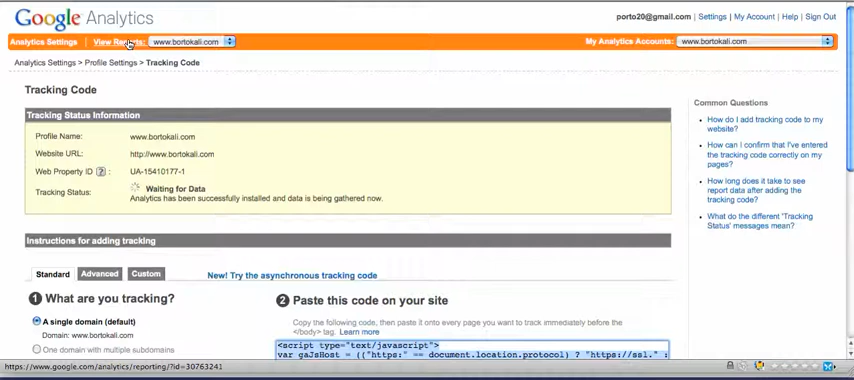 Google Analytics
porto20@gmail.com | Settings | My Account | Help | Sign Out
Analytics Settings | View Reports: www.bortokali.com My Analytics Accounts: www.bortokali.com
Analytics Settings > Profile Settings > Tracking Code
Tracking Code
Tracking Status Information
Profile Name: www.bortokali.com
Website URL: http://www.bortokali.com
Web Property ID ? : UA-15410177-1
Tracking Status: Waiting for Data
Analytics has been successfully installed and data is being gathered now.
Common Questions
How do I add tracking code to my
website?
How can I confirm that I've entered
the tracking code correctly on my
pages?
How long does it take to see
report data after adding the
tracking code?
What do the different 'Tracking
Status' messages mean?
Instructions for adding tracking
Standard Advanced Custom New! Try the asynchronous tracking code
1 What are you tracking?
A single domain (default)
Domain: www.bortokali.com
One domain with multiple subdomains
2 Paste this code on your site
Copy the following code, then paste it onto every page you want to track immediately before the
</body> tag. Learn more
<script type="text/javascript">
var gaJsHost = (("https:" == document.location.protocol) ? "https://ssl." :
https://www.google.com/analytics/reporting/?id=30763241